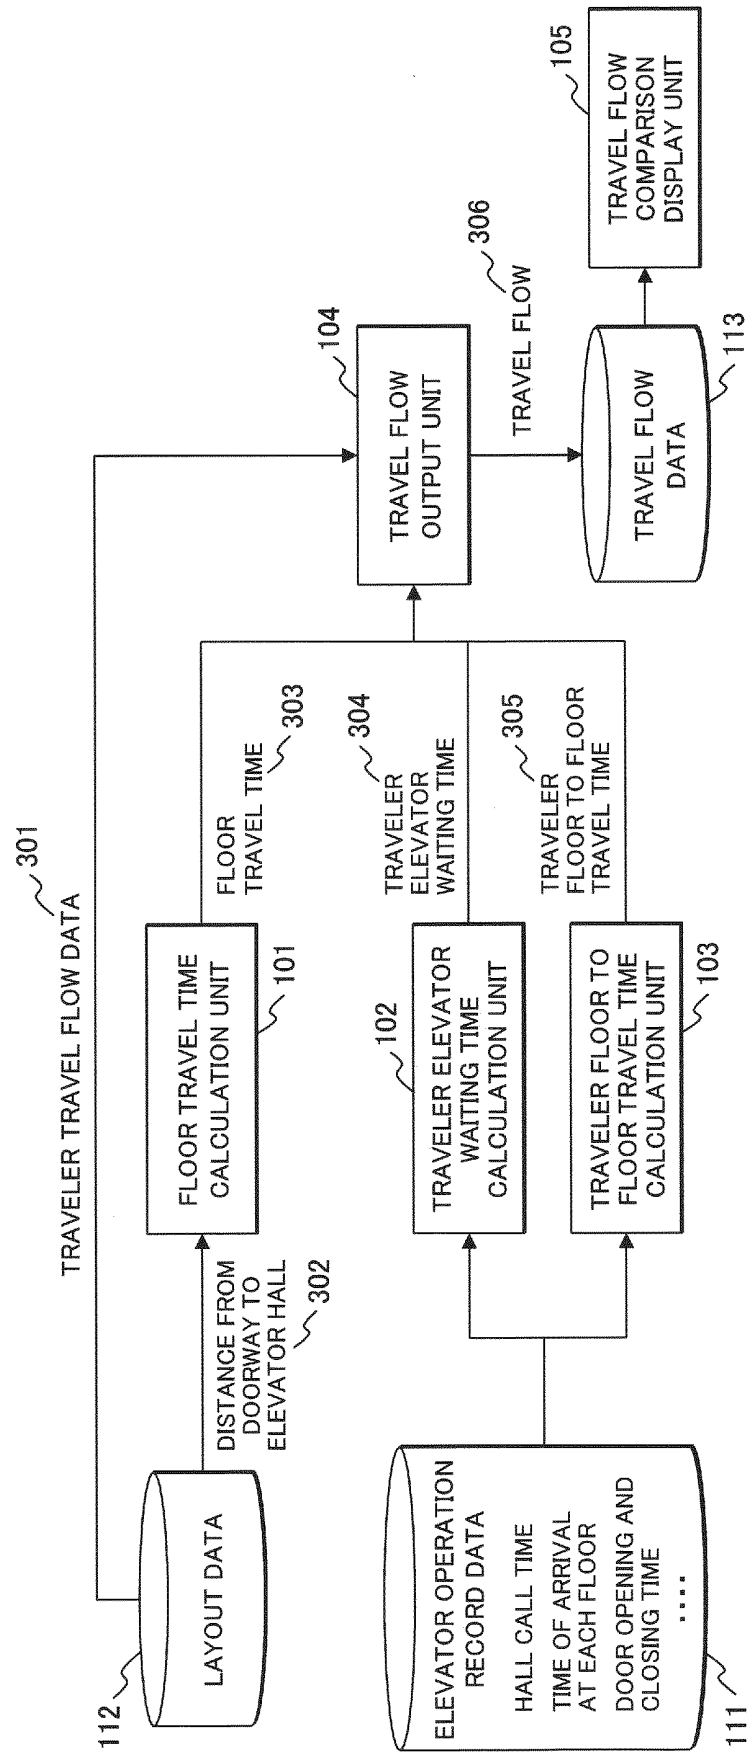 301
TRAVELER TRAVEL FLOW DATA
112
LAYOUT DATA
DISTANCE FROM
DOORWAY TO
ELEVATOR HALL
302
FLOOR TRAVEL TIME
CALCULATION UNIT
101
FLOOR
TRAVEL TIME
303
111
ELEVATOR OPERATION
RECORD DATA
HALL CALL TIME
TIME OF ARRIVAL
AT EACH FLOOR
DOOR OPENING AND
CLOSING TIME
....
102
TRAVELER ELEVATOR
WAITING TIME
CALCULATION UNIT
304
TRAVELER
ELEVATOR
WAITING TIME
TRAVELER FLOOR TO
FLOOR TRAVEL TIME
CALCULATION UNIT
103
305
TRAVELER
FLOOR TO FLOOR
TRAVEL TIME
104
TRAVEL FLOW
OUTPUT UNIT
306
TRAVEL FLOW
TRAVEL FLOW
DATA
113
105
TRAVEL FLOW
COMPARISON
DISPLAY UNIT